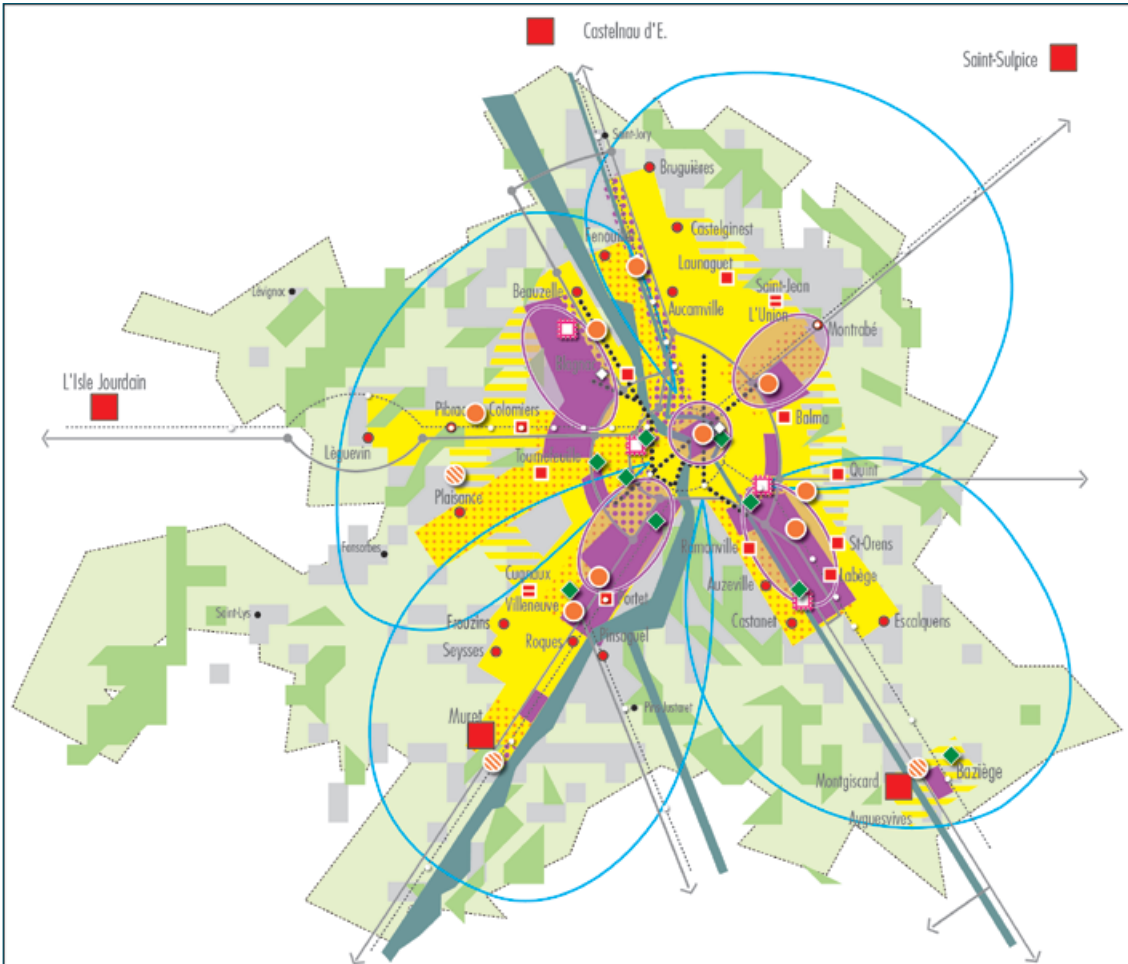 Castelnau d'E.
Saint-Sulpice
Saint-Jory
Bruguières
Castelginest
Launaguet
Saint-Jean
L'Union
Lévignac
Beauzelle
Aucamville
Montrabé
L'Isle Jourdain
Pibrac
Colomiers
Balma
Léguevin
Quint
Plaisance
Fonsorbes
Ramonville
St-Orens
Labège
Cugnaux
Villeneuve
Portet
Auzeville
Saint-Lys
Frouzins
Roques
Pinsaguel
Castanet
Escalquens
Seysses
Muret
Pins Justaret
Montgiscard
Baziège
Ayguesvives